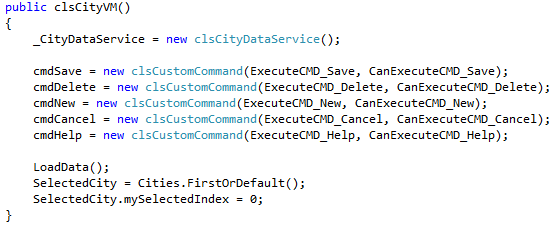 public clsCityVM()
{
    _CityDataService = new clsCityDataService();

    cmdSave = new clsCustomCommand(ExecuteCMD_Save, CanExecuteCMD_Save);
    cmdDelete = new clsCustomCommand(ExecuteCMD_Delete, CanExecuteCMD_Delete);
    cmdNew = new clsCustomCommand(ExecuteCMD_New, CanExecuteCMD_New);
    cmdCancel = new clsCustomCommand(ExecuteCMD_Cancel, CanExecuteCMD_Cancel);
    cmdHelp = new clsCustomCommand(ExecuteCMD_Help, CanExecuteCMD_Help);

    LoadData();
    SelectedCity = Cities.FirstOrDefault();
    SelectedCity.mySelectedIndex = 0;
}